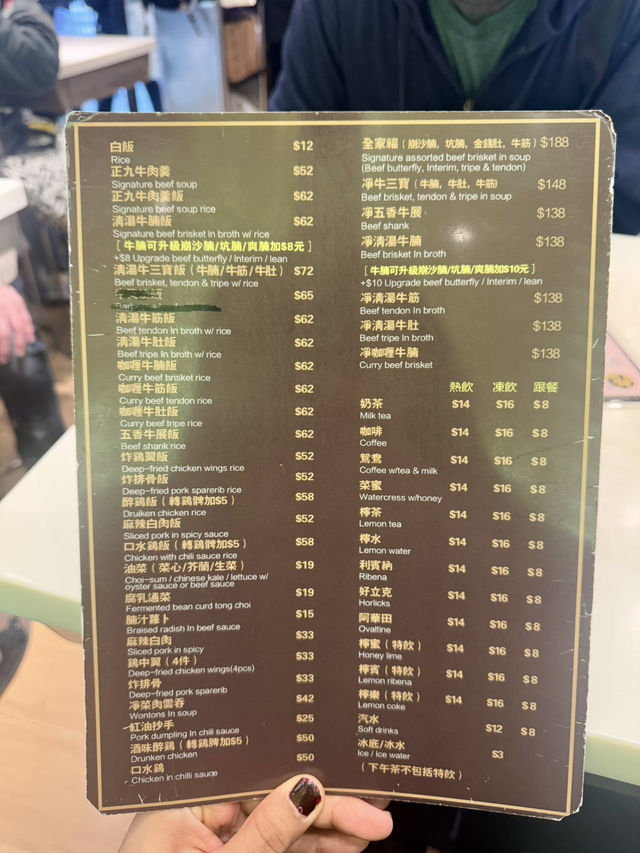 白飯 $12
Rice
正九牛肉羹 $52
Signature beef soup
正九牛肉羹飯 $62
Signature beef soup rice
清湯牛腩飯 $62
Signature beef brisket in broth w/ rice
[ 牛腩可升級崩沙腩/坑腩/爽腩加$8元 ]
+$8 Upgrade beef butterfly / Interim / lean
清湯牛三寶飯 ( 牛腩/牛筋/牛肚 ) $72
Beef brisket, tendon & tripe w/ rice
$65
清湯牛筋飯 $62
Beef tendon In broth w/ rice
清湯牛肚飯 $62
Beef tripe In broth w/ rice
咖喱牛腩飯 $62
Curry beef brisket rice
咖喱牛筋飯 $62
Curry beef tendon rice
咖喱牛肚飯 $62
Curry beef tripe rice
五香牛展飯 $62
Beef shank rice
炸鷄翼飯 $52
Deep-fried chicken wings rice
炸排骨飯 $52
Deep-fried pork sparerib rice
醉鷄飯 ( 轉鷄髀加$5 ) $58
Druiken chicken rice
麻辣白肉飯 $52
Sliced pork in spicy sauce
口水鷄飯 ( 轉鷄髀加$5 ) $58
Chicken with chili sauce rice
油菜 ( 菜心/芥蘭/生菜 ) $19
Choi-sum / chinese kale / lettuce w/
oyster sauce or beef sauce
腐乳通菜 $19
Fermented bean curd tong choi
腩汁蘿卜 $15
Braised radish In beef sauce
麻辣白肉 $33
Sliced pork in spicy
鷄中翼 ( 4件 ) $33
Deep-fried chicken wings(4pcs)
炸排骨 $33
Deep-fried pork sparerib
淨菜肉雲吞 $42
Wontons In soup
紅油抄手 $25
Pork dumpling In chili sauce
酒味醉鷄 ( 轉鷄髀加$5 ) $50
Drunken chicken
口水鷄 $50
Chicken in chilli sauce
全家福 ( 崩沙腩, 坑腩, 金錢肚, 牛筋 ) $188
Signature assorted beef brisket in soup
(Beef butterfly, Interim, tripe & tendon)
淨牛三寶 ( 牛腩, 牛肚, 牛筋) $148
Beef brisket, tendon & tripe in soup
淨五香牛展 $138
Beef shank
淨清湯牛腩 $138
Beef brisket In broth
[ 牛腩可升級崩沙腩/坑腩/爽腩加$10元 ]
+$10 Upgrade beef butterfly / Interim / lean
淨清湯牛筋 $138
Beef tendon In broth
淨清湯牛肚 $138
Beef tripe In broth
淨咖喱牛腩 $138
Curry beef brisket
熱飲 凍飲 跟餐
奶茶 $14 $16 $8
Milk tea
咖啡 $14 $16 $8
Coffee
鴛鴦 $14 $16 $8
Coffee w/tea & milk
菜蜜 $14 $16 $8
Watercress w/honey
檸茶 $14 $16 $8
Lemon tea
檸水 $14 $16 $8
Lemon water
利賓納 $14 $16 $8
Ribena
好立克 $14 $16 $8
Horlicks
阿華田 $14 $16 $8
Ovaltine
檸蜜 ( 特飲 ) $14 $16 $8
Honey lime
檸賓 ( 特飲 ) $14 $16 $8
Lemon ribena
檸樂 ( 特飲 ) $14 $16 $8
Lemon coke
汽水 $12 $8
Soft drinks
冰底/冰水 $3
Ice / Ice water
( 下午茶不包括特飲 )